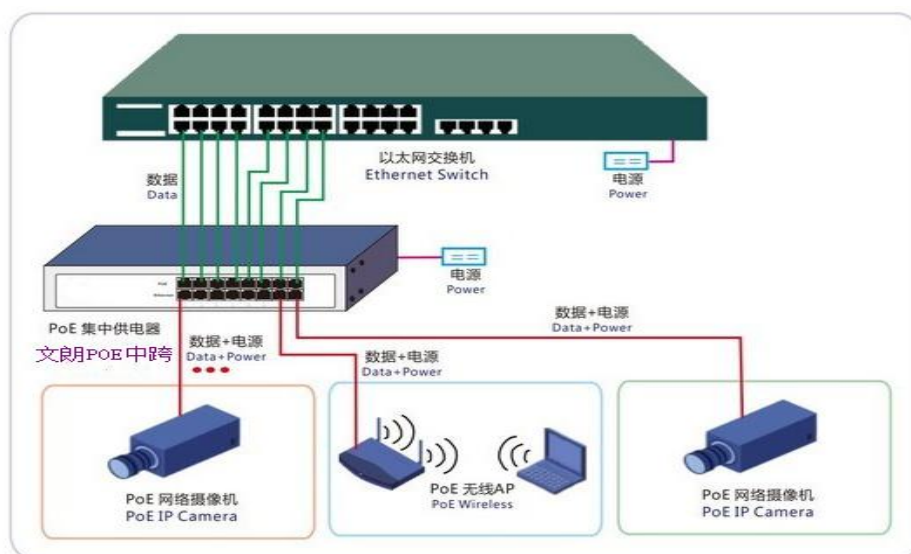 以太网交换机
Ethernet Switch
电源
Power
数据
Data
电源
Power
PoE
Ethernet
PoE 集中供电器
文朗POE中跨
数据+电源
Data+Power
数据+电源
Data+Power
数据+电源
Data+Power
PoE 网络摄像机
PoE IP Camera
PoE 无线AP
PoE Wireless
PoE 网络摄像机
PoE IP Camera